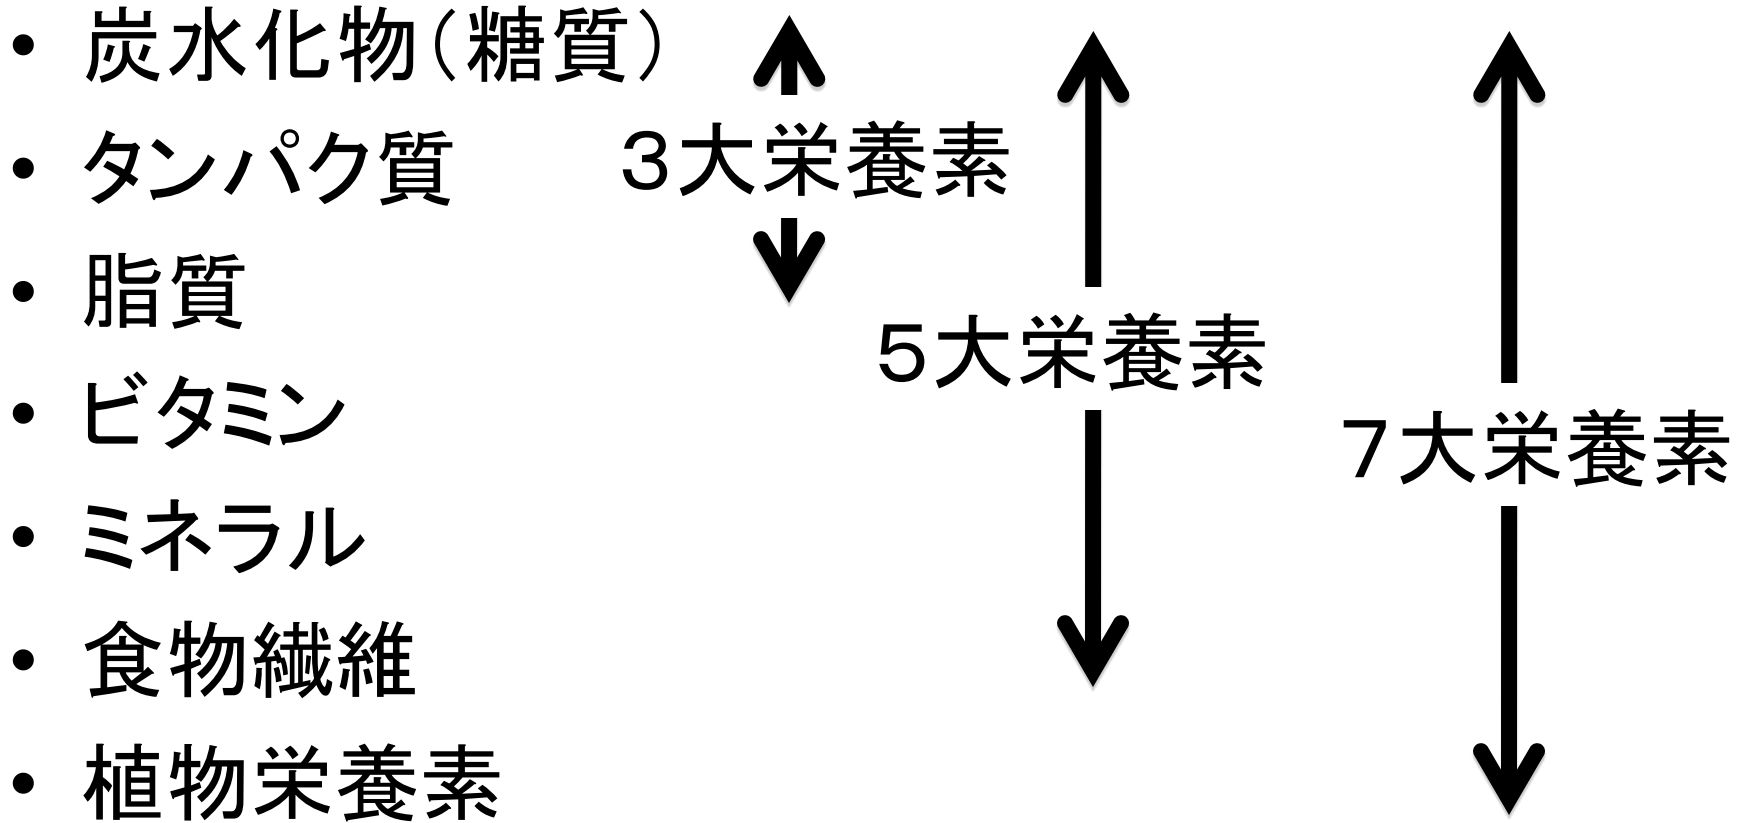 • 炭水化物（糖質）
• タンパク質
• 脂質
• ビタミン
• ミネラル
• 食物繊維
• 植物栄養素
３大栄養素
５大栄養素
７大栄養素